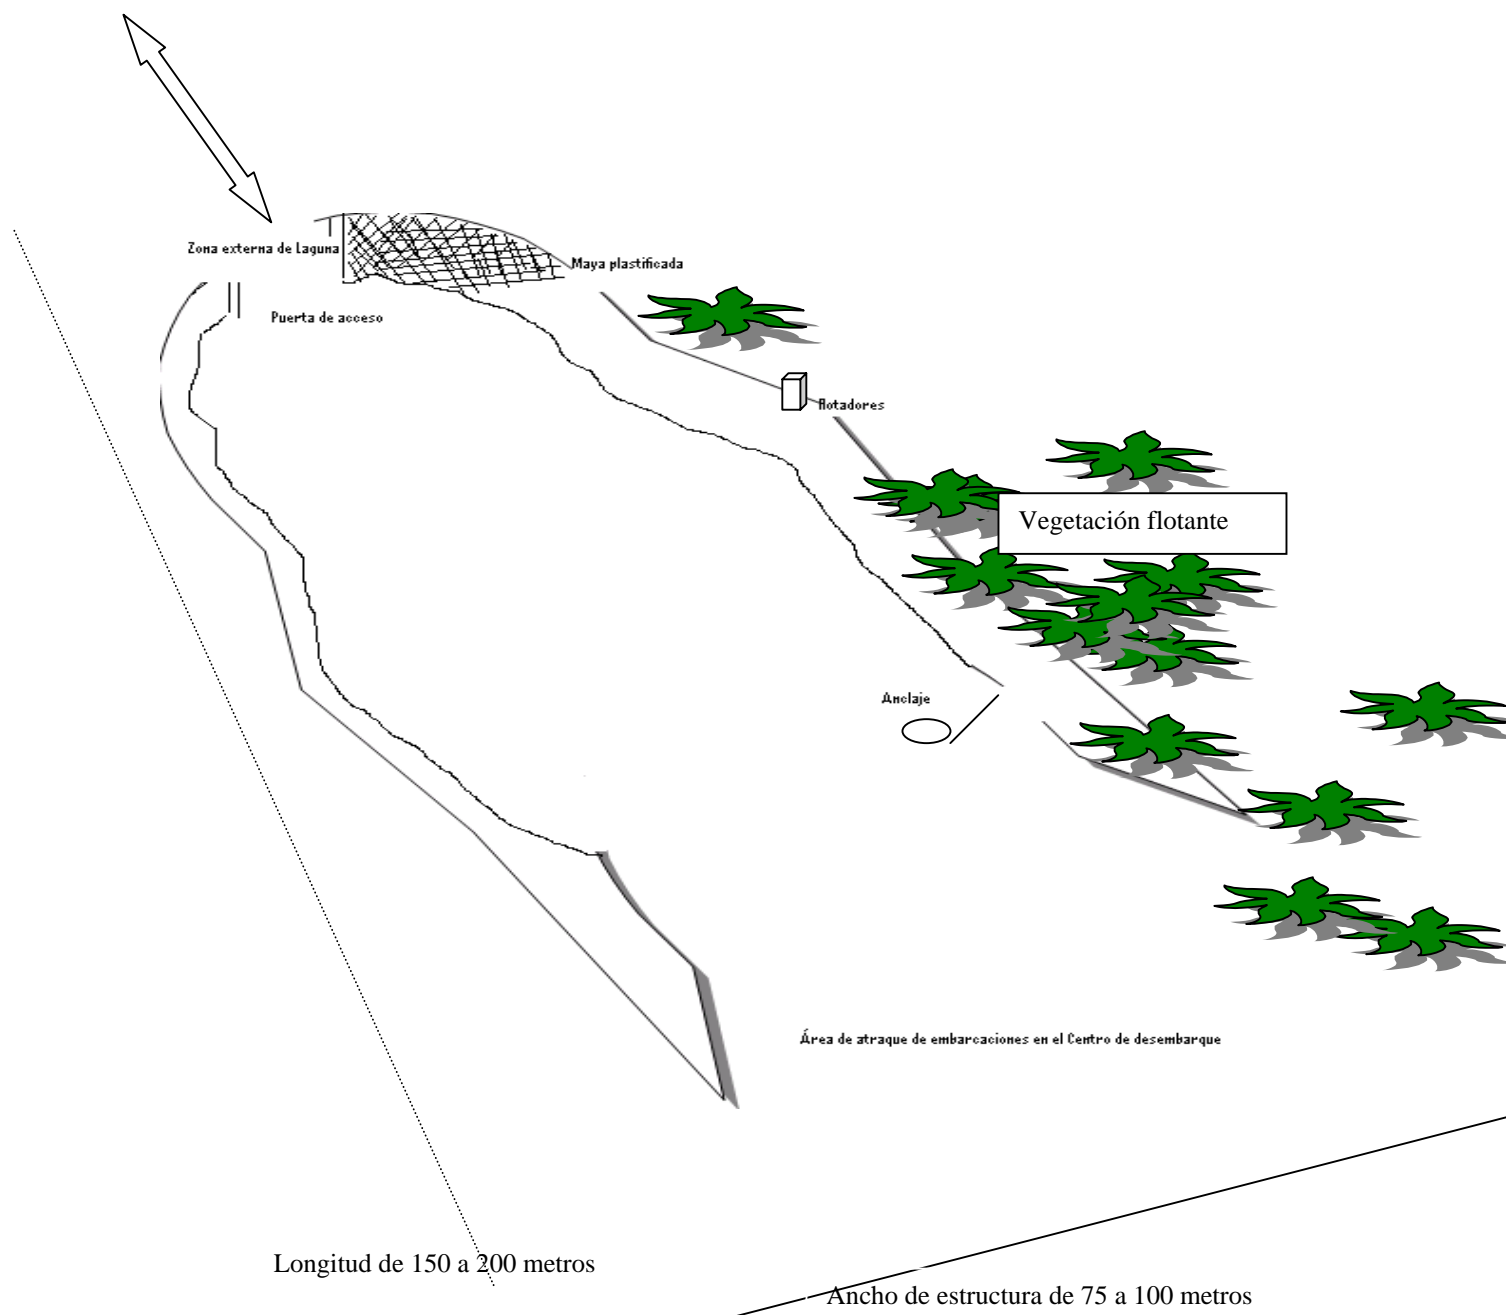 Zona externa de Laguna
Maya plastificada
Puerta de acceso
flotadores
Vegetación flotante
Anclaje
Área de atraque de embarcaciones en el Centro de desembarque
Longitud de 150 a 200 metros
Ancho de estructura de 75 a 100 metros